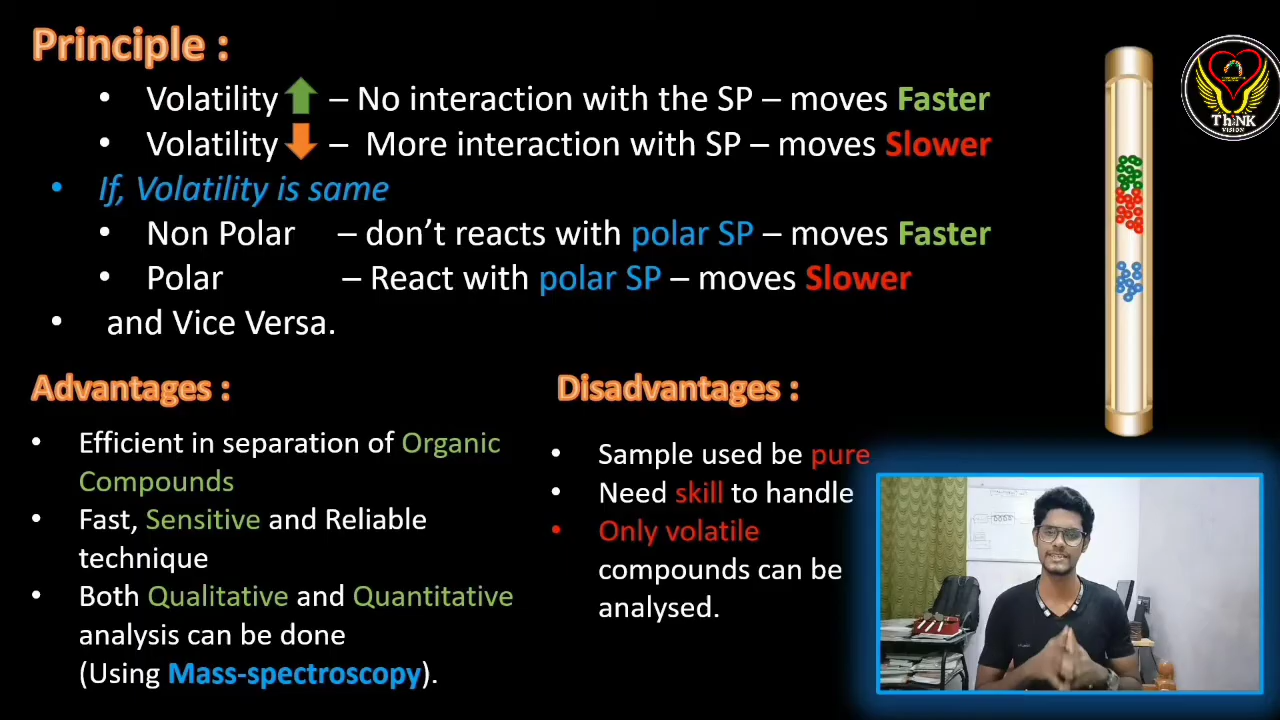 Principle :
• Volatility – No interaction with the SP – moves Faster
• Volatility – More interaction with SP – moves Slower
• If, Volatility is same
• Non Polar – don’t reacts with polar SP – moves Faster
• Polar – React with polar SP – moves Slower
• and Vice Versa.
Advantages :
• Efficient in separation of Organic
Compounds
• Fast, Sensitive and Reliable
technique
• Both Qualitative and Quantitative
analysis can be done
(Using Mass-spectroscopy).
Disadvantages :
• Sample used be pure
• Need skill to handle
• Only volatile
compounds can be
analysed.
ThiNK
VISION